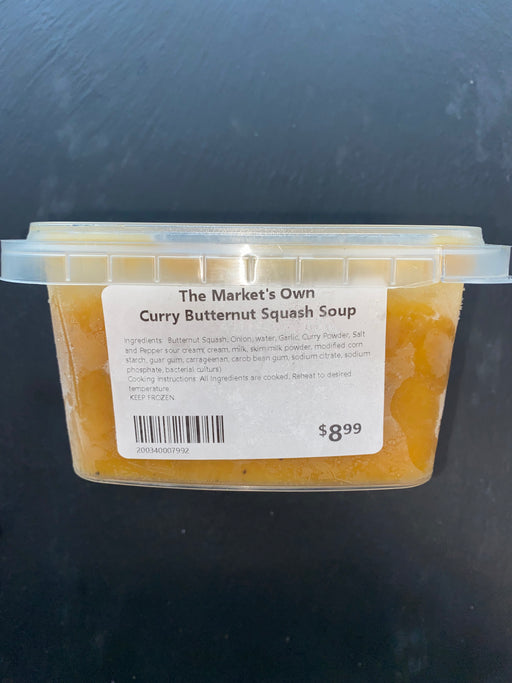 The Market's Own
Curry Butternut Squash Soup
Ingredients: Butternut Squash, Onion, water, Garlic, Curry Powder, Salt
and Pepper sour cream( cream, milk, skim milk powder, modified corn
starch, guar gum, carrageenan, carob bean gum, sodium citrate, sodium
phosphate, bacterial culturs)
Cooking instructions: All Ingredients are cooked. Reheat to desired
temperature.
KEEP FROZEN
200340007992
$8.99